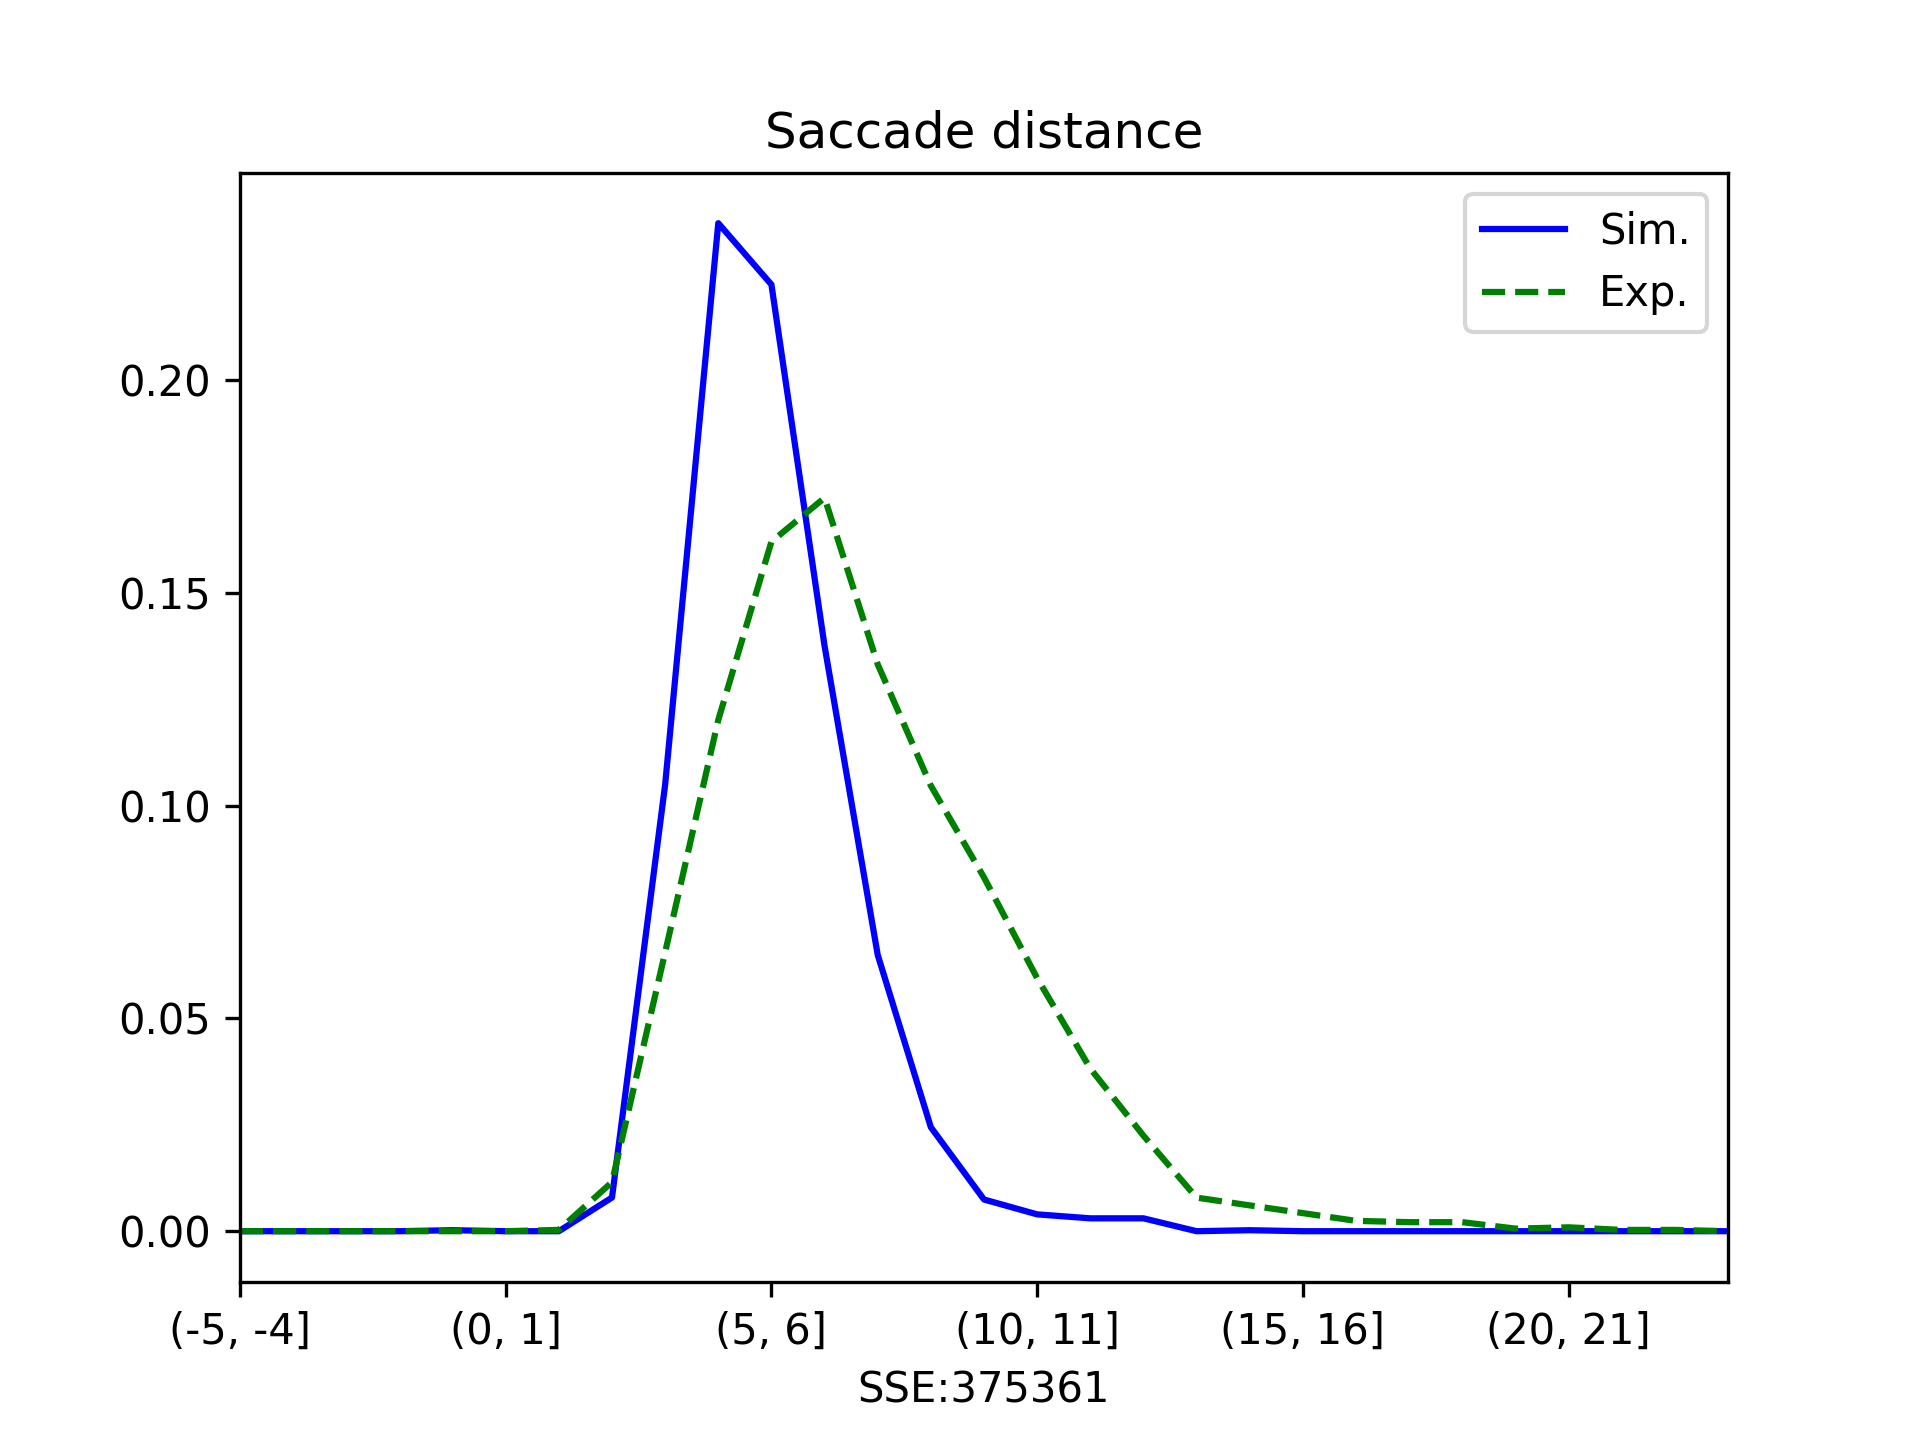 Saccade distance
Sim.
Exp.
0.20
0.15
0.10
0.05
0.00
(-5, -4] (0, 1] (5, 6] (10, 11] (15, 16] (20, 21]
SSE:375361